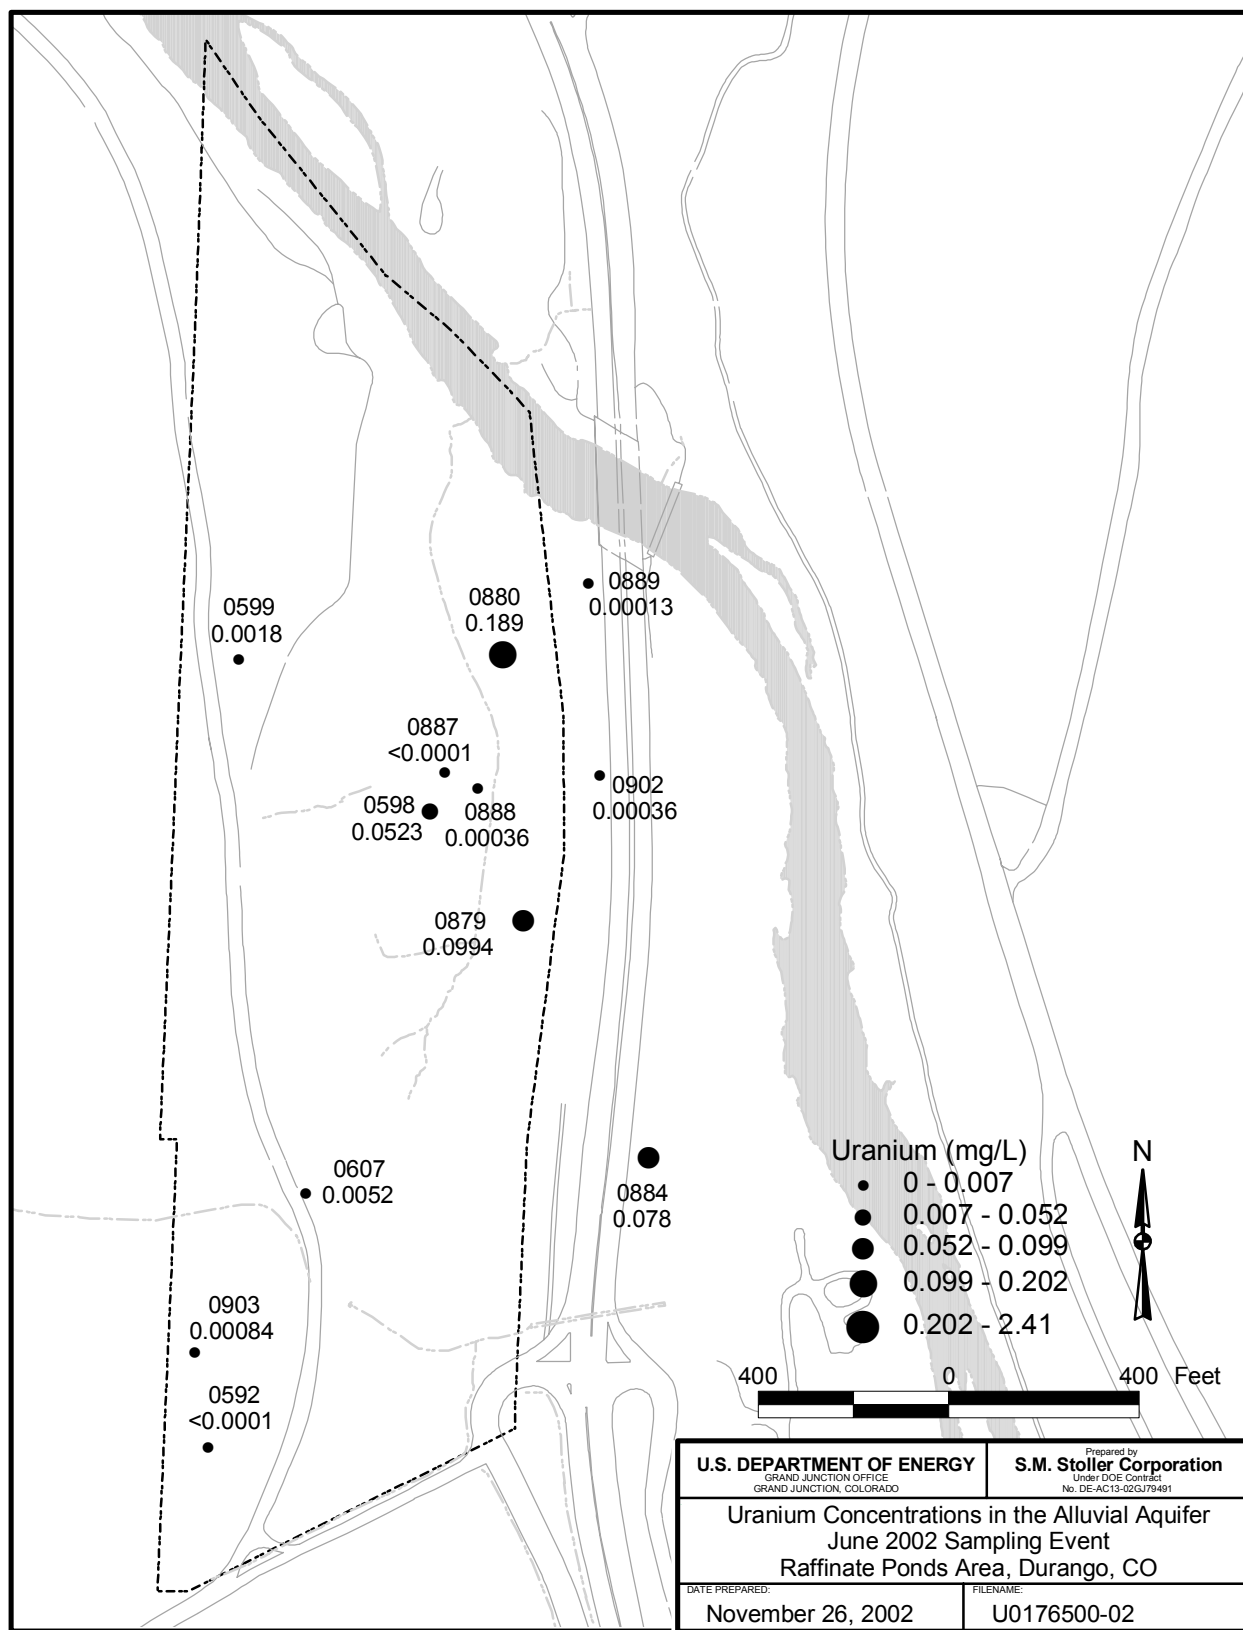 0889
0.00013
0880
0.189
0599
0.0018
0887
<0.0001
0902
0.00036
0598
0.0523
0888
0.00036
0879
0.0994
0607
0.0052
0884
0.078
0903
0.00084
0592
<0.0001
Uranium (mg/L)
0 - 0.007
0.007 - 0.052
0.052 - 0.099
0.099 - 0.202
0.202 - 2.41
N
400 0 400 Feet
U.S. DEPARTMENT OF ENERGY
GRAND JUNCTION OFFICE
GRAND JUNCTION, COLORADO
Prepared by
S.M. Stoller Corporation
Under DOE Contract
No. DE-AC13-02GJ79491
Uranium Concentrations in the Alluvial Aquifer
June 2002 Sampling Event
Raffinate Ponds Area, Durango, CO
DATE PREPARED:
November 26, 2002
FILENAME:
U0176500-02